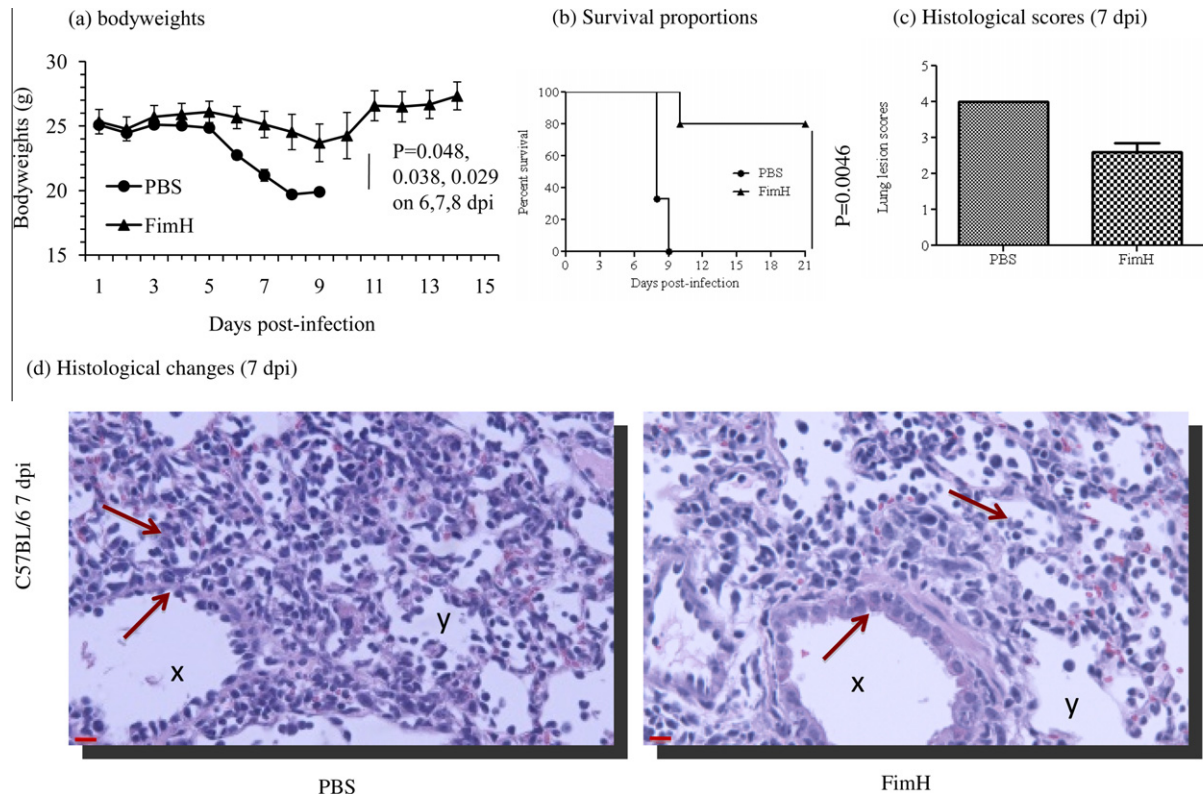 (a) bodyweights
Bodyweights (g)
30
25
20
15
PBS
FimH
P=0.048,
0.038, 0.029
on 6,7,8 dpi
1 3 5 7 9 11 13 15
Days post-infection
(b) Survival proportions
Percent survival
100
80
60
40
20
0
PBS
FimH
0 3 6 9 12 15 18 21
Days post-infection
P=0.0046
(c) Histological scores (7 dpi)
Lung lesion scores
5
4
3
2
1
0
PBS FimH
(d) Histological changes (7 dpi)
C57BL/6 7 dpi
x
y
x
y
PBS
FimH